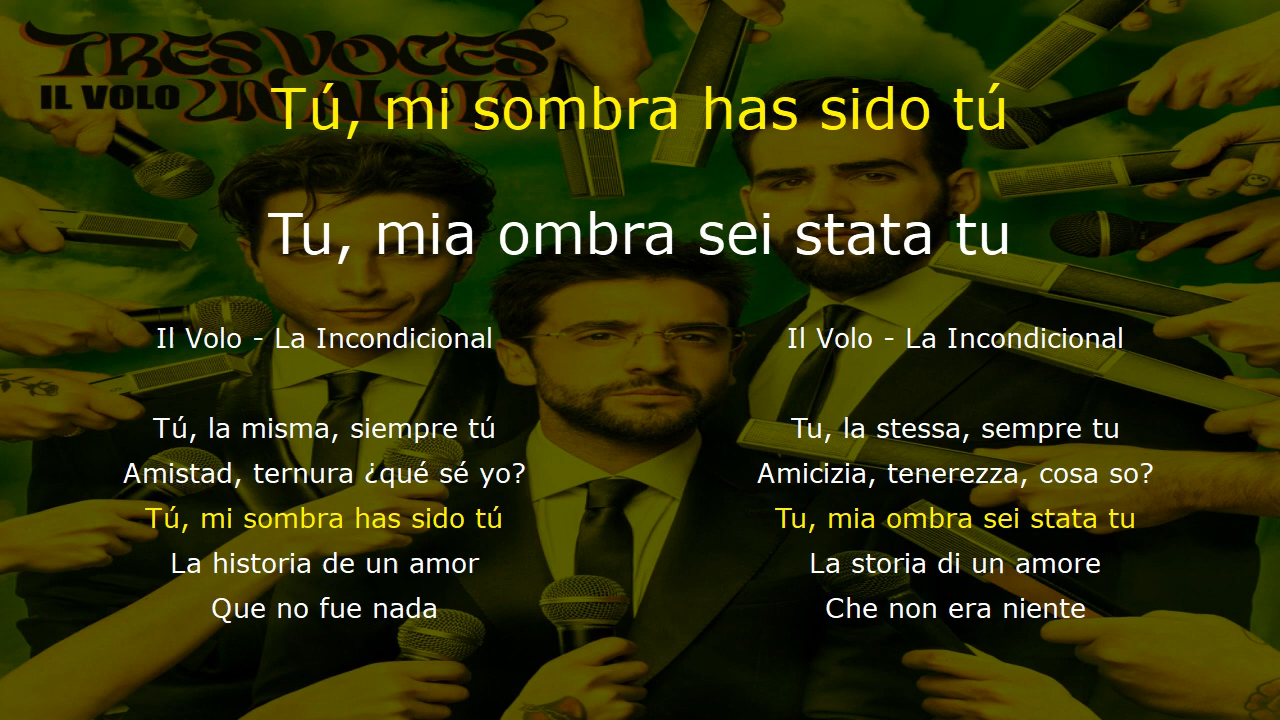 TRES VOCES
IL VOLO UN ALMA
Tú, mi sombra has sido tú
Tu, mia ombra sei stata tu
Il Volo - La Incondicional
Tú, la misma, siempre tú
Amistad, ternura ¿qué sé yo?
Tú, mi sombra has sido tú
La historia de un amor
Que no fue nada
Il Volo - La Incondicional
Tu, la stessa, sempre tu
Amicizia, tenerezza, cosa so?
Tu, mia ombra sei stata tu
La storia di un amore
Che non era niente